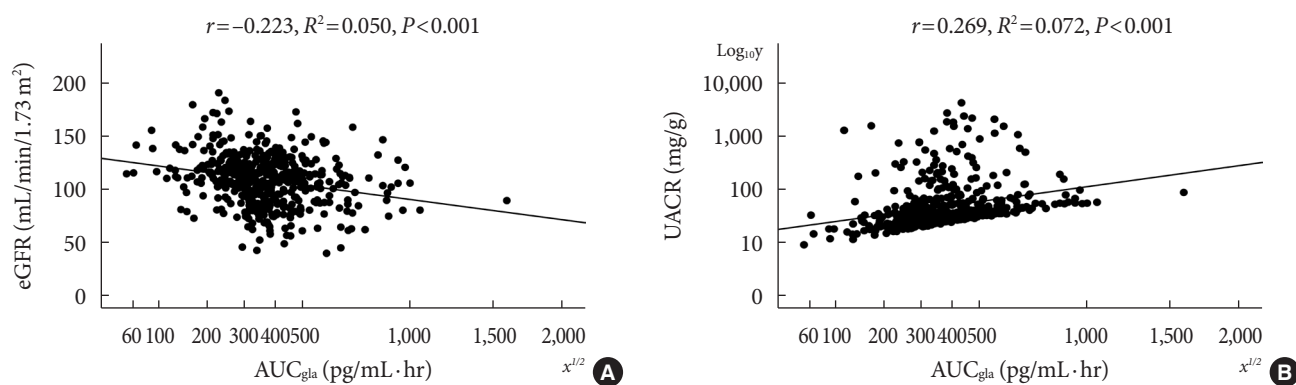 r=–0.223, R²=0.050, P<0.001
eGFR (mL/min/1.73 m²)
200
150
100
50
0
60 100 200 300 400 500 1,000 1,500 2,000
AUCgla (pg/mL·hr)
x^1/2
A
r=0.269, R²=0.072, P<0.001
Log₁₀y
UACR (mg/g)
10,000
1,000
100
10
0
60 100 200 300 400 500 1,000 1,500 2,000
AUCgla (pg/mL·hr)
x^1/2
B